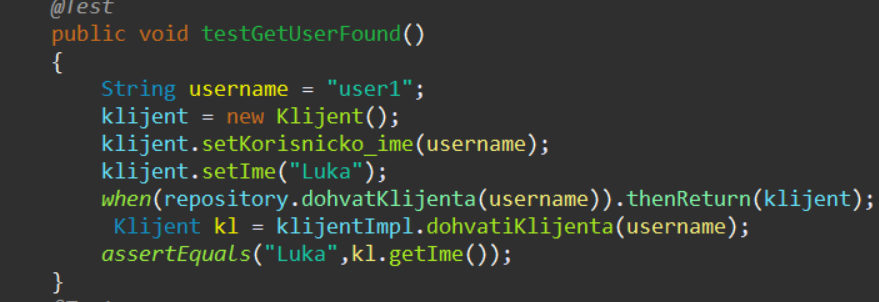 @Test
public void testGetUserFound()
{
String username = "user1";
klijent = new Klijent();
klijent.setKorisnicko_ime(username);
klijent.setIme("Luka");
when(repository.dohvatKlijenta(username)).thenReturn(klijent);
Klijent kl = klijentImpl.dohvatiKlijenta(username);
assertEquals("Luka",kl.getIme());
}